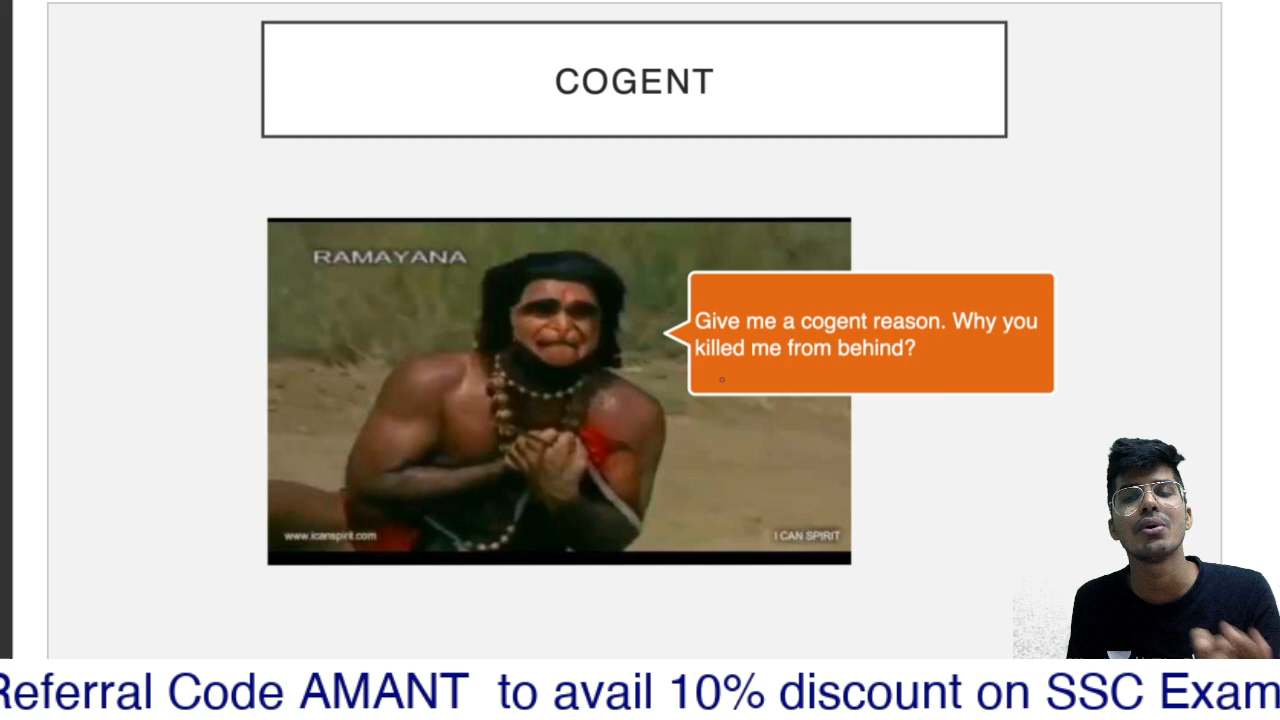 COGENT
RAMAYANA
Give me a cogent reason. Why you
killed me from behind?
www.icanspirit.com
I CAN SPIRIT
Referral Code AMANT to avail 10% discount on SSC Exam